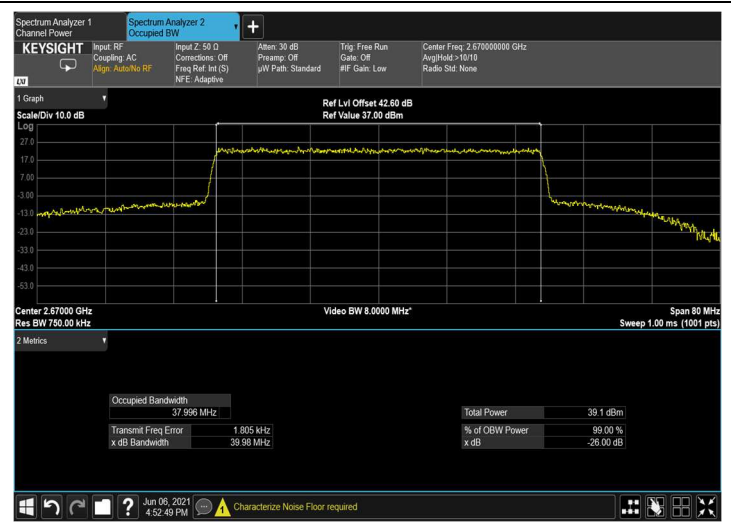 Spectrum Analyzer 1
Channel Power
Spectrum Analyzer 2
Occupied BW
KEYSIGHT
LXI
Input: RF
Coupling: AC
Align: Auto/No RF
Input Z: 50 Ω
Corrections: Off
Freq Ref: Int (S)
NFE: Adaptive
Atten: 30 dB
Preamp: Off
µW Path: Standard
Trig: Free Run
Gate: Off
#IF Gain: Low
Center Freq: 2.670000000 GHz
Avg|Hold:>10/10
Radio Std: None
1 Graph
Scale/Div 10.0 dB
Ref Lvl Offset 42.60 dB
Ref Value 37.00 dBm
Log
27.0
17.0
7.00
-3.00
-13.0
-23.0
-33.0
-43.0
-53.0
Center 2.67000 GHz
Res BW 750.00 kHz
Video BW 8.0000 MHz*
Span 80 MHz
Sweep 1.00 ms (1001 pts)
2 Metrics
Occupied Bandwidth
37.996 MHz
Transmit Freq Error 1.805 kHz
x dB Bandwidth 39.98 MHz
Total Power 39.1 dBm
% of OBW Power 99.00 %
x dB -26.00 dB
Jun 06, 2021
4:52:49 PM
Characterize Noise Floor required